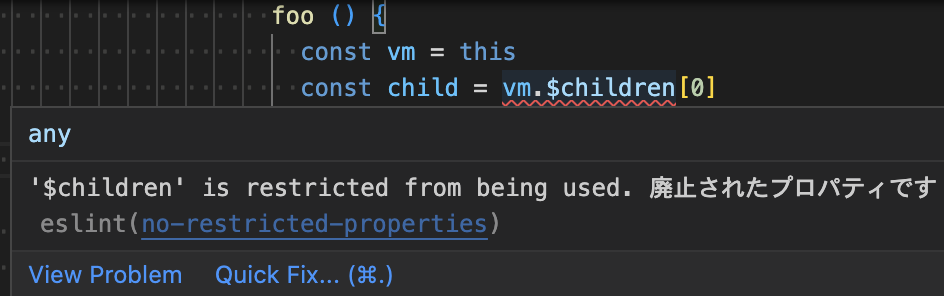 foo () {
const vm = this
const child = vm.$children[0]
any
'$children' is restricted from being used. 廃止されたプロパティです
eslint(no-restricted-properties)
View Problem Quick Fix... (⌘.)